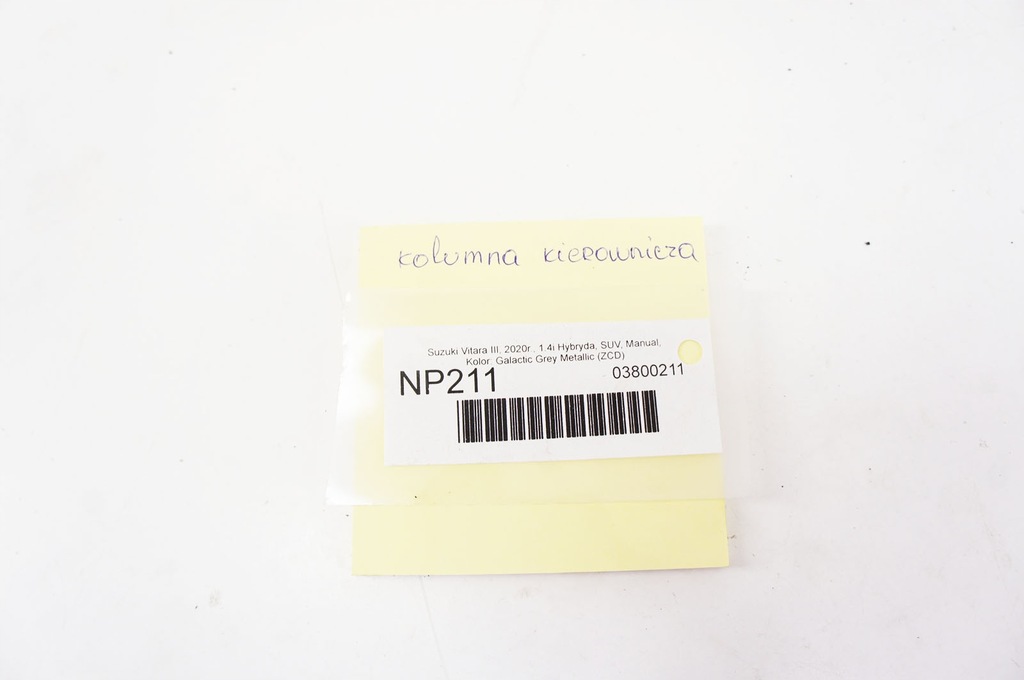 kolumna kierownicza
Suzuki Vitara III, 2020r., 1.4i Hybryda, SUV, Manual,
Kolor: Galactic Grey Metallic (ZCD)
NP211 03800211